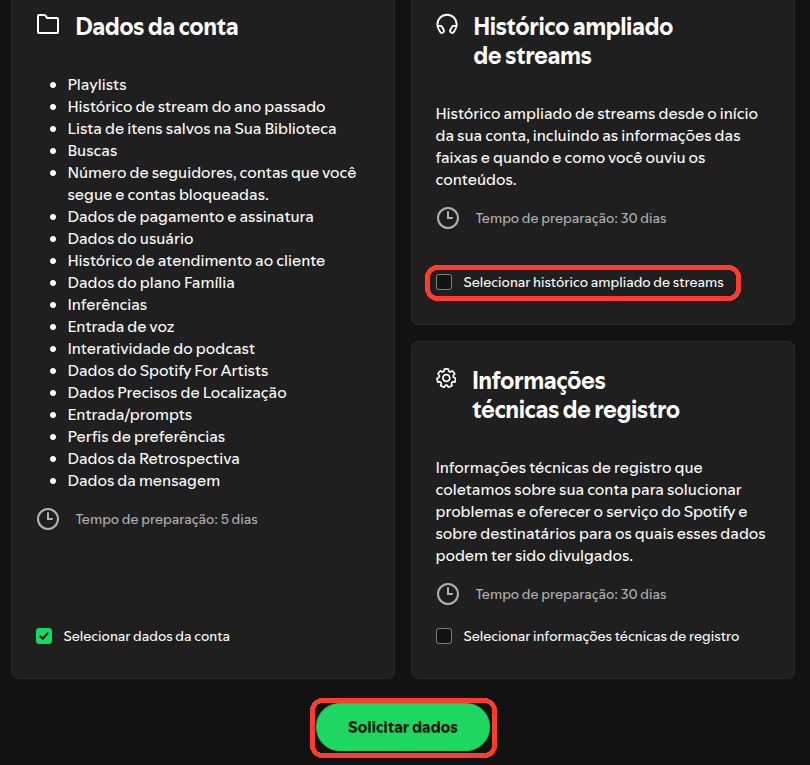 Dados da conta
Playlists
Histórico de stream do ano passado
Lista de itens salvos na Sua Biblioteca
Buscas
Número de seguidores, contas que você
segue e contas bloqueadas.
Dados de pagamento e assinatura
Dados do usuário
Histórico de atendimento ao cliente
Dados do plano Família
Inferências
Entrada de voz
Interatividade do podcast
Dados do Spotify For Artists
Dados Precisos de Localização
Entrada/prompts
Perfis de preferências
Dados da Retrospectiva
Dados da mensagem
Tempo de preparação: 5 dias
Selecionar dados da conta
Histórico ampliado
de streams
Histórico ampliado de streams desde o início
da sua conta, incluindo as informações das
faixas e quando e como você ouviu os
conteúdos.
Tempo de preparação: 30 dias
Selecionar histórico ampliado de streams
Informações
técnicas de registro
Informações técnicas de registro que
coletamos sobre sua conta para solucionar
problemas e oferecer o serviço do Spotify e
sobre destinatários para os quais esses dados
podem ter sido divulgados.
Tempo de preparação: 30 dias
Selecionar informações técnicas de registro
Solicitar dados